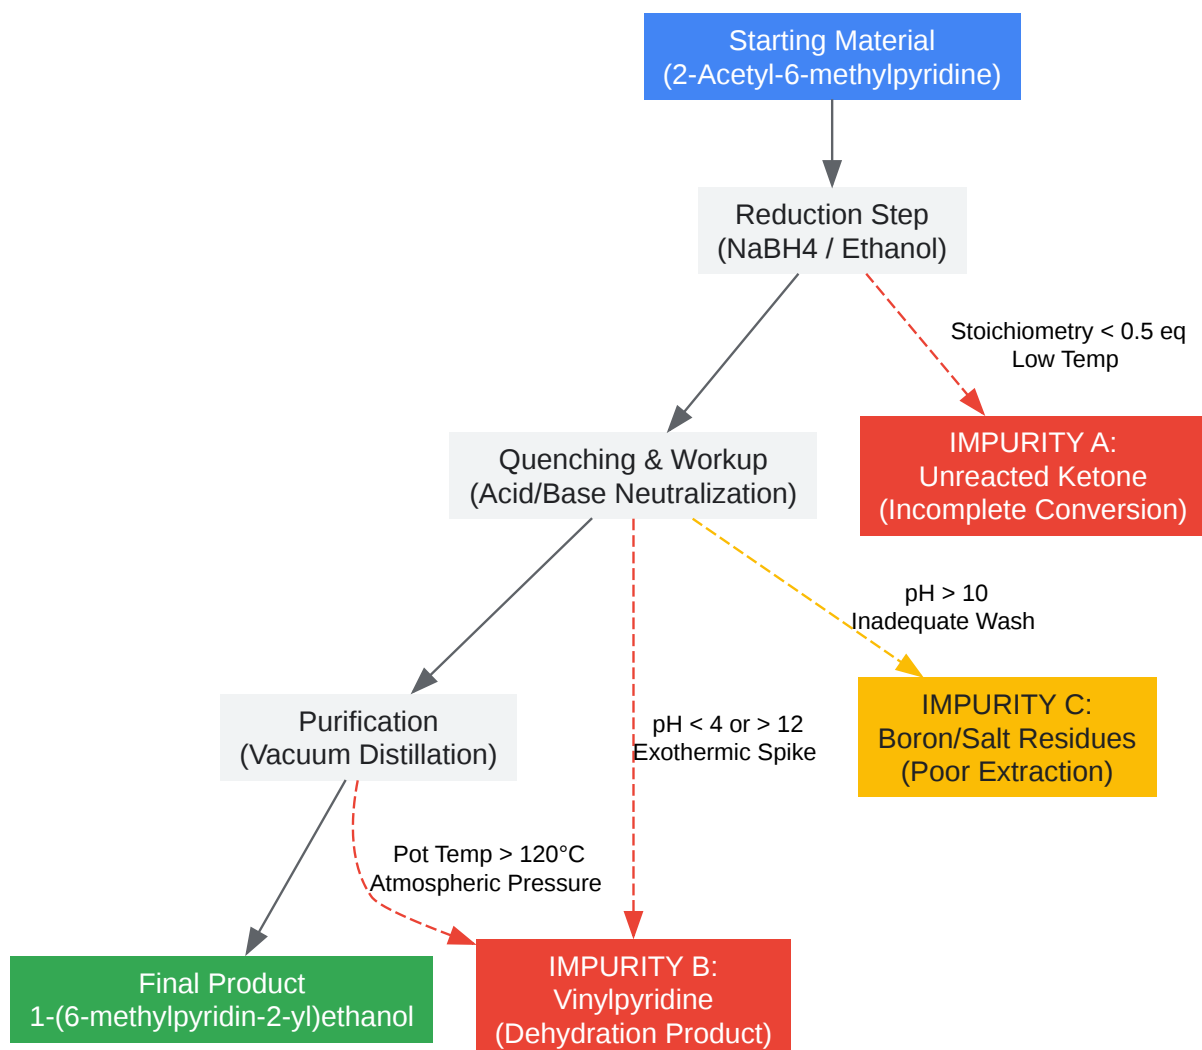 Starting Material
(2-Acetyl-6-methylpyridine)
Reduction Step
(NaBH4 / Ethanol)
Stoichiometry < 0.5 eq
Low Temp
IMPURITY A:
Unreacted Ketone
(Incomplete Conversion)
Quenching & Workup
(Acid/Base Neutralization)
pH > 10
Inadequate Wash
IMPURITY C:
Boron/Salt Residues
(Poor Extraction)
Purification
(Vacuum Distillation)
pH < 4 or > 12
Exothermic Spike
Pot Temp > 120°C
Atmospheric Pressure
Final Product
1-(6-methylpyridin-2-yl)ethanol
IMPURITY B:
Vinylpyridine
(Dehydration Product)